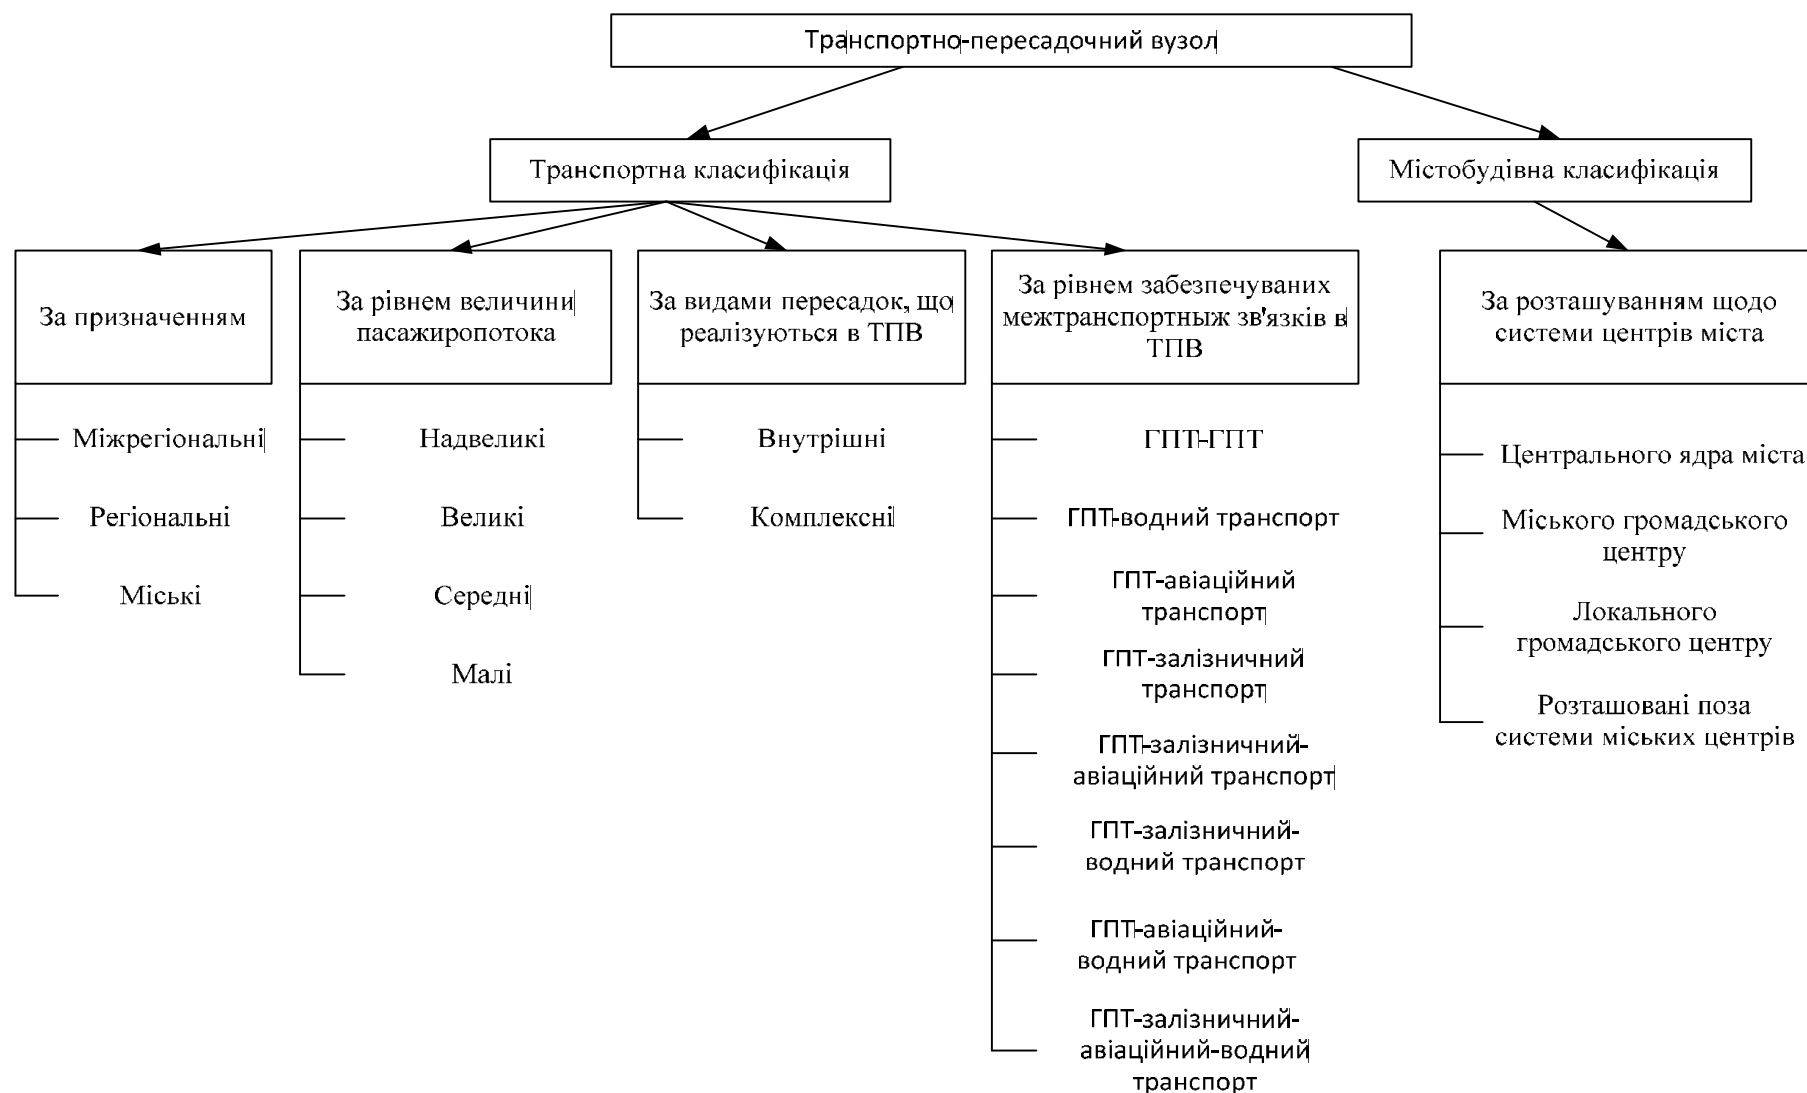 Транспортно-пересадочний вузол
Транспортна класифікація
Містобудівна класифікація
За призначенням
Міжрегіональні
Регіональні
Міські
За рівнем величини
пасажиропотока
Надвеликі
Великі
Середні
Малі
За видами пересадок, що
реалізуються в ТПВ
Внутрішні
Комплексні
За рівнем забезпечуваних
межтранспортныж зв'язків в
ТПВ
ГПТ-ГПТ
ГПТ-водний транспорт
ГПТ-авіаційний
транспорт
ГПТ-залізничний
транспорт
ГПТ-залізничний-
авіаційний транспорт
ГПТ-залізничний-
водний транспорт
ГПТ-авіаційний-
водний транспорт
ГПТ-залізничний-
авіаційний-водний
транспорт
За розташуванням щодо
системи центрів міста
Центрального ядра міста
Міського громадського
центру
Локального
громадського центру
Розташовані поза
системи міських центрів